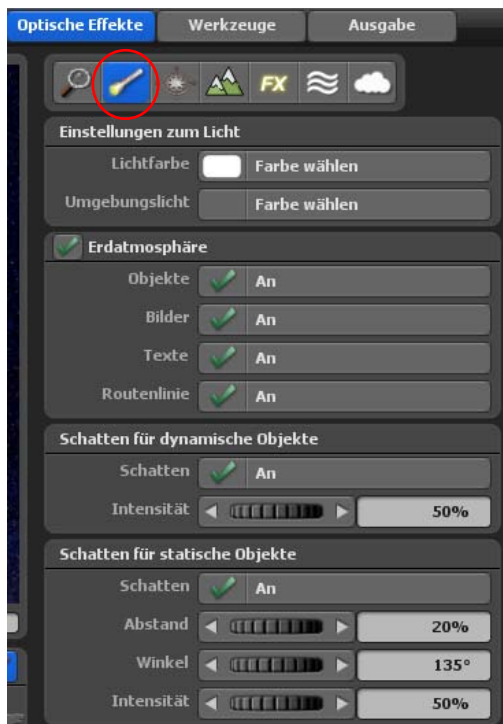 Optische Effekte Werkzeuge Ausgabe
FX
Einstellungen zum Licht
Lichtfarbe Farbe wählen
Umgebungslicht Farbe wählen
Erdatmosphäre
Objekte An
Bilder An
Texte An
Routenlinie An
Schatten für dynamische Objekte
Schatten An
Intensität 50%
Schatten für statische Objekte
Schatten An
Abstand 20%
Winkel 135°
Intensität 50%